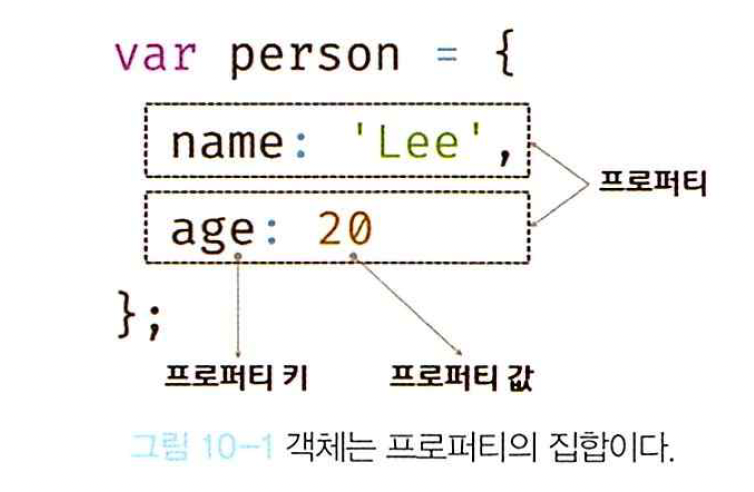 var person = {
name: 'Lee',
프로퍼티
age: 20
};
프로퍼티 키 프로퍼티 값
그림 10-1 객체는 프로퍼티의 집합이다.